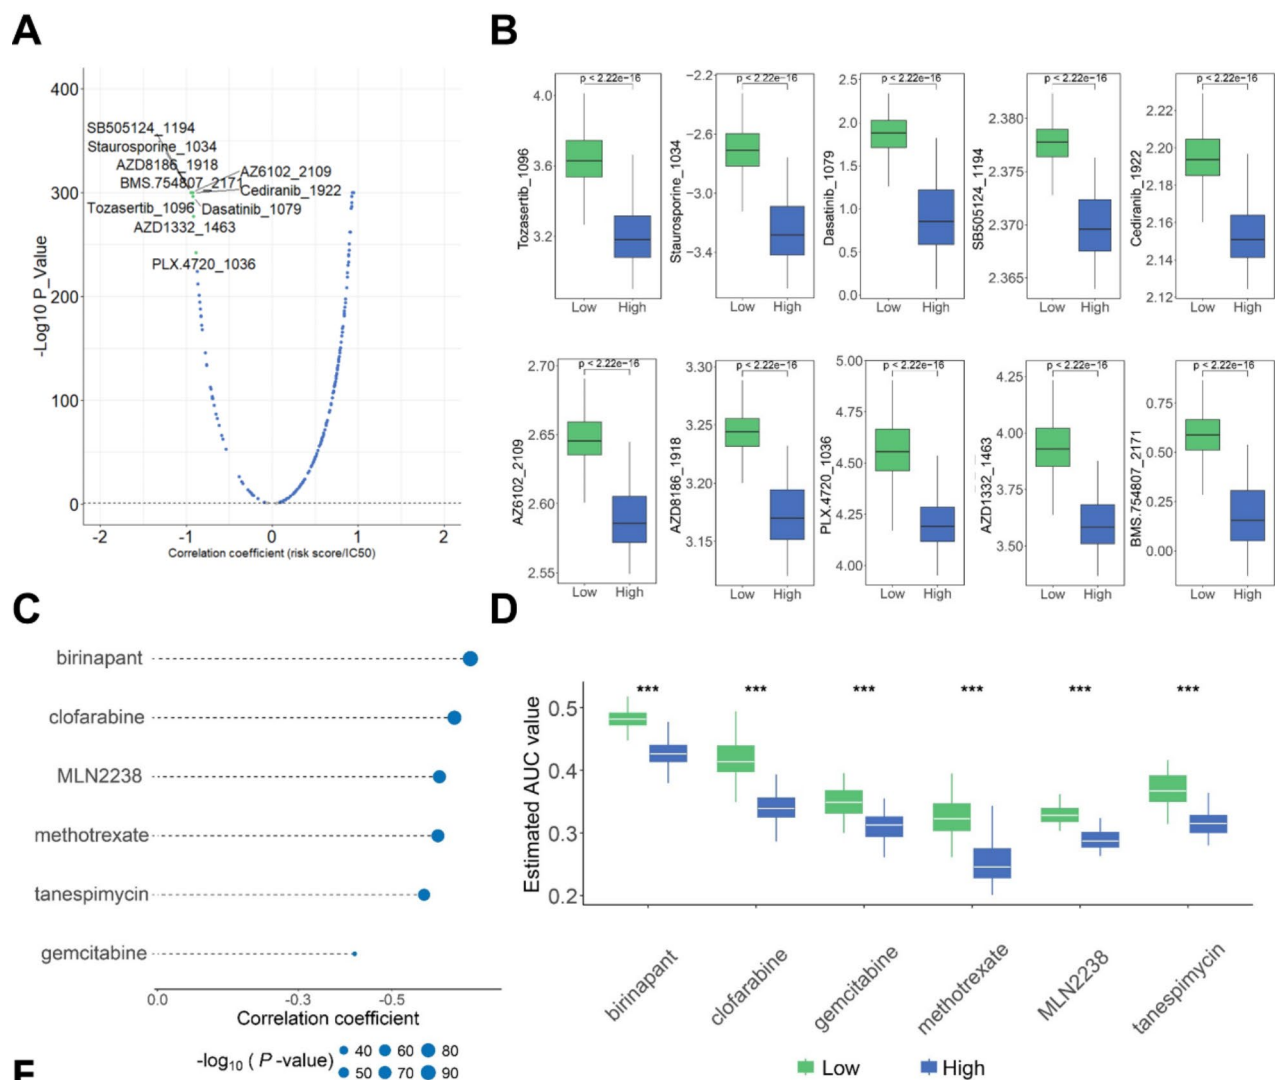 A
400
SB505124_1194
Staurosporine_1034
AZD8186_1918
AZ6102_2109
BMS.754807_2171
Cediranib_1922
300
Tozasertib_1096
Dasatinib_1079
AZD1332_1463
PLX.4720_1036
200
100
0
-Log10 P_Value
-2 -1 0 1 2
Correlation coefficient (risk score/IC50)
B
p < 2.22e−16
4.0
3.6
3.2
Tozasertib_1096
Low High
p < 2.22e−16
−2.2
−2.6
−3.0
−3.4
Staurosporine_1034
Low High
p < 2.22e−16
2.5
2.0
1.5
1.0
0.5
0.0
Dasatinib_1079
Low High
p < 2.22e−16
2.380
2.375
2.370
2.365
SB505124_1194
Low High
p < 2.22e−16
2.22
2.20
2.18
2.16
2.14
2.12
Cediranib_1922
Low High
p < 2.22e−16
2.70
2.65
2.60
2.55
AZ6102_2109
Low High
p < 2.22e−16
3.30
3.25
3.20
3.15
AZD8186_1918
Low High
p < 2.22e−16
5.00
4.75
4.50
4.25
4.00
PLX.4720_1036
Low High
p < 2.22e−16
4.25
4.00
3.75
3.50
AZD1332_1463
Low High
p < 2.22e−16
0.75
0.50
0.25
0.00
BMS.754807_2171
Low High
C
birinapant
clofarabine
MLN2238
methotrexate
tanespimycin
gemcitabine
0.0 -0.3 -0.5
Correlation coefficient
-log10 ( P -value)
40 60 80
50 70 90
D
*** *** *** *** *** ***
0.5
0.4
0.3
0.2
Estimated AUC value
birinapant
clofarabine
gemcitabine
methotrexate
MLN2238
tanespimycin
Low High